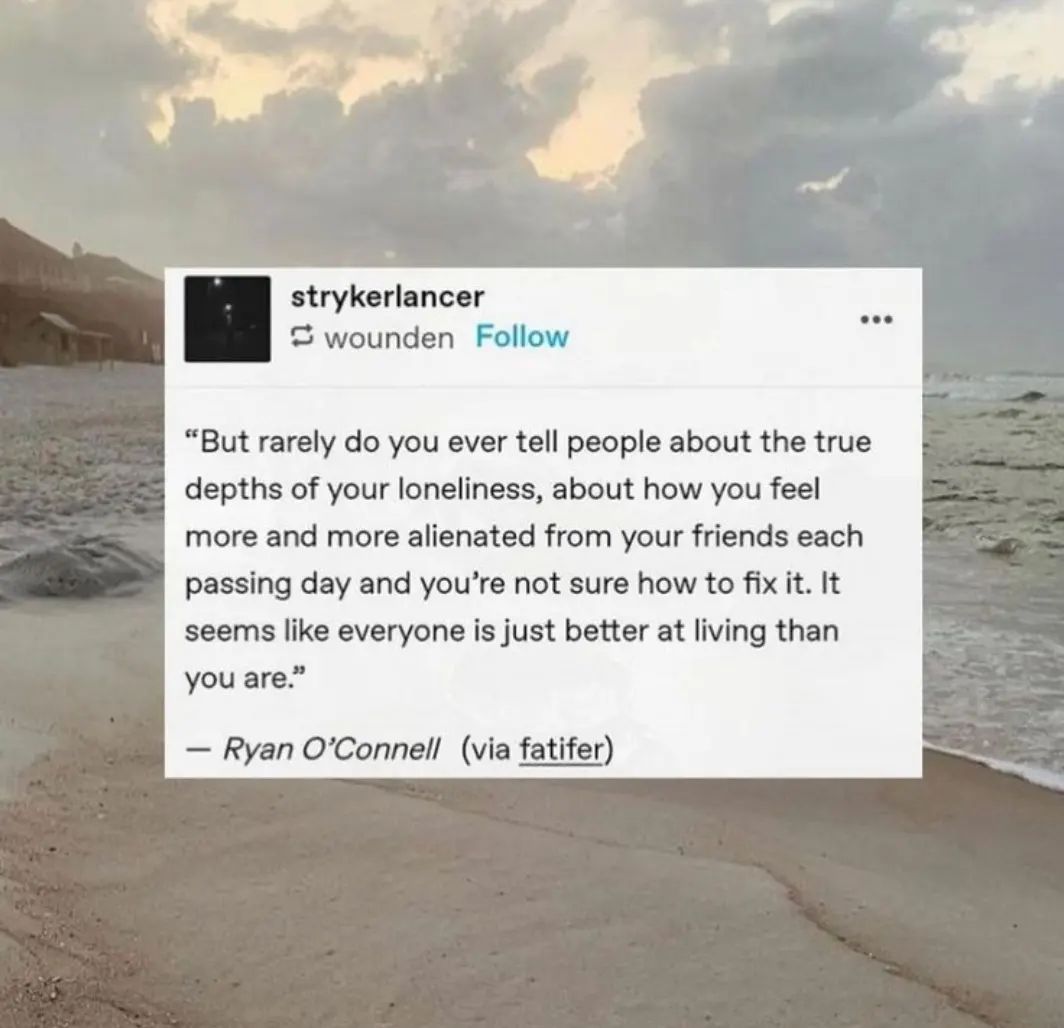 strykerlancer
wounden Follow
“But rarely do you ever tell people about the true
depths of your loneliness, about how you feel
more and more alienated from your friends each
passing day and you’re not sure how to fix it. It
seems like everyone is just better at living than
you are.”
— Ryan O’Connell (via fatifer)